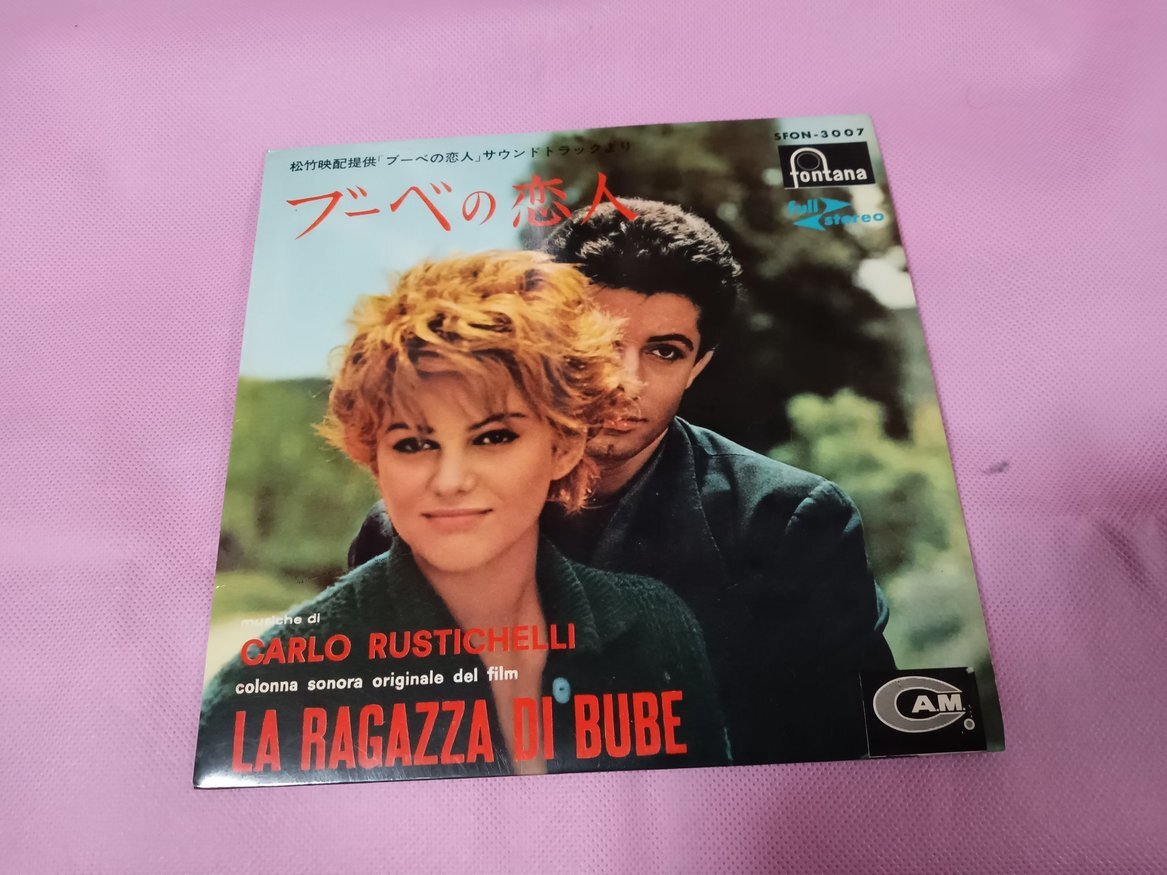 SFON-3007
松竹映配提供「ブーベの恋人」サウンドトラックより
ブーベの恋人
fontana
full
stereo
musiche di
CARLO RUSTICHELLI
colonna sonora originale del film
LA RAGAZZA DI BUBE
C.A.M.